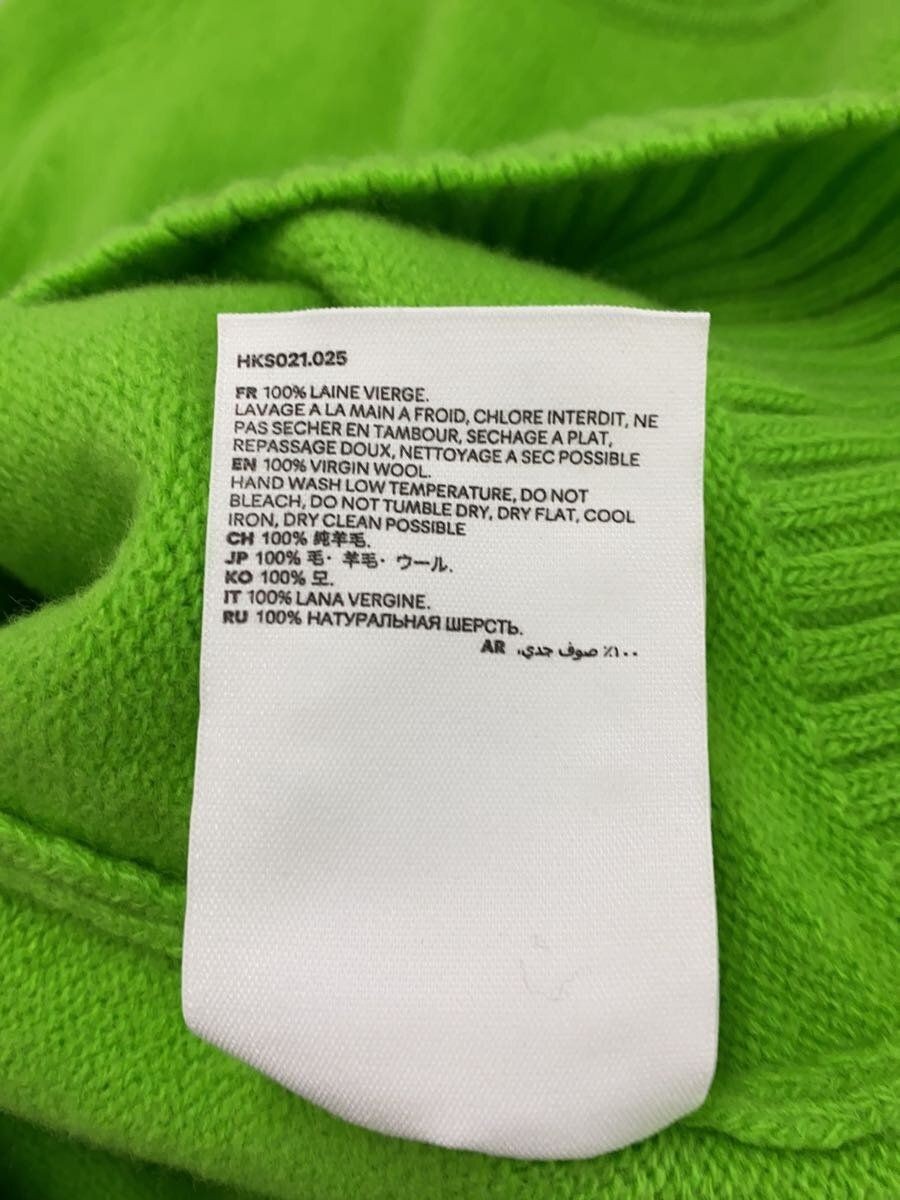 HKS021.025
FR 100% LAINE VIERGE.
LAVAGE A LA MAIN A FROID, CHLORE INTERDIT, NE
PAS SECHER EN TAMBOUR, SECHAGE A PLAT,
REPASSAGE DOUX, NETTOYAGE A SEC POSSIBLE
EN 100% VIRGIN WOOL.
HAND WASH LOW TEMPERATURE, DO NOT
BLEACH, DO NOT TUMBLE DRY, DRY FLAT, COOL
IRON, DRY CLEAN POSSIBLE
CH 100% 纯羊毛.
JP 100% 毛・羊毛・ウール.
KO 100% 모.
IT 100% LANA VERGINE.
RU 100% НАТУРАЛЬНАЯ ШЕРСТЬ.
AR ١٠٠٪ صوف جدي.